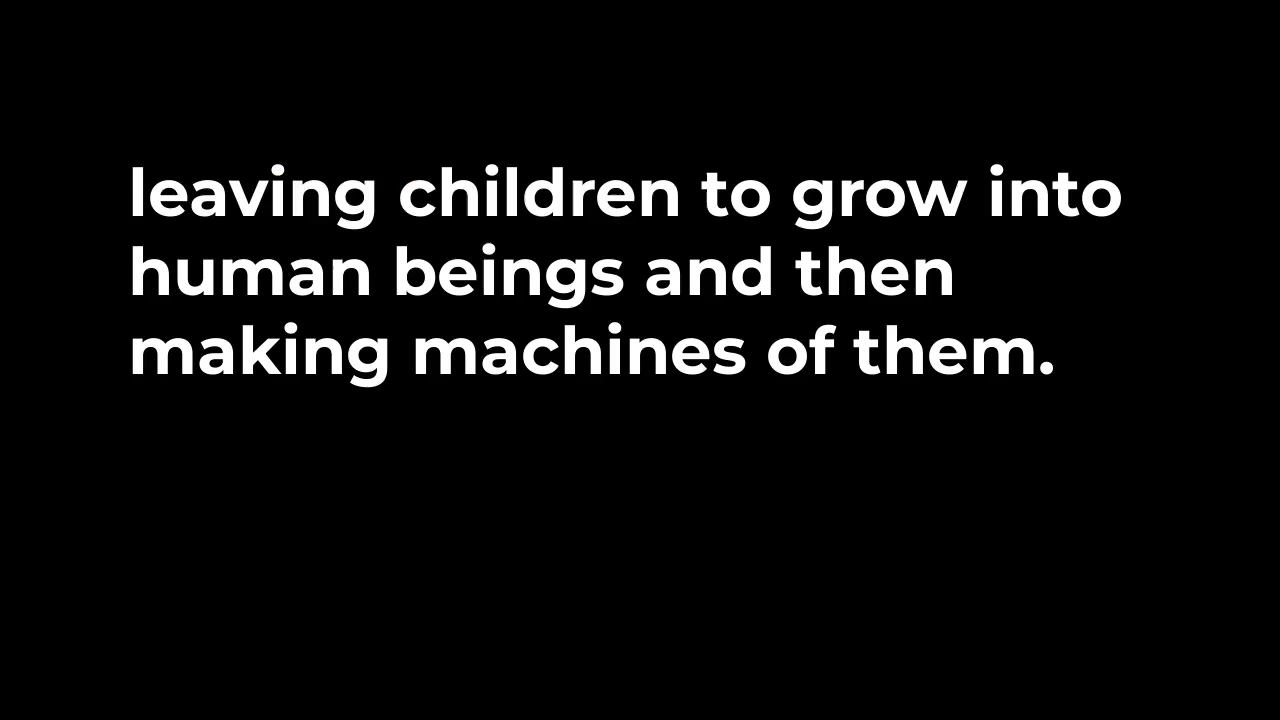 leaving children to grow into
human beings and then
making machines of them.